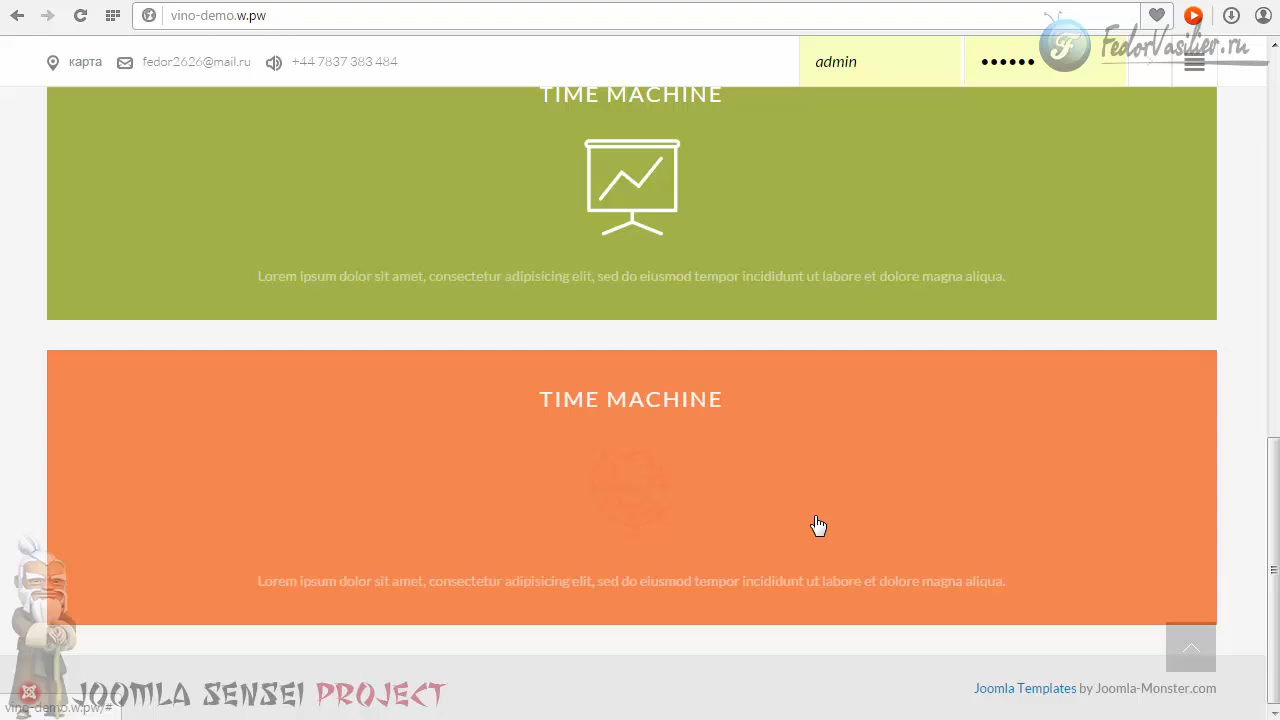 vino-demo.w.pw
FedorVasiliev.ru
карта
fedor2626@mail.ru
+44 7837 383 484
admin
••••••
TIME MACHINE
Lorem ipsum dolor sit amet, consectetur adipisicing elit, sed do eiusmod tempor incididunt ut labore et dolore magna aliqua.
TIME MACHINE
Lorem ipsum dolor sit amet, consectetur adipisicing elit, sed do eiusmod tempor incididunt ut labore et dolore magna aliqua.
JOOMLA SENSEI PROJECT
Joomla Templates by Joomla-Monster.com
vino-demo.w.pw/#